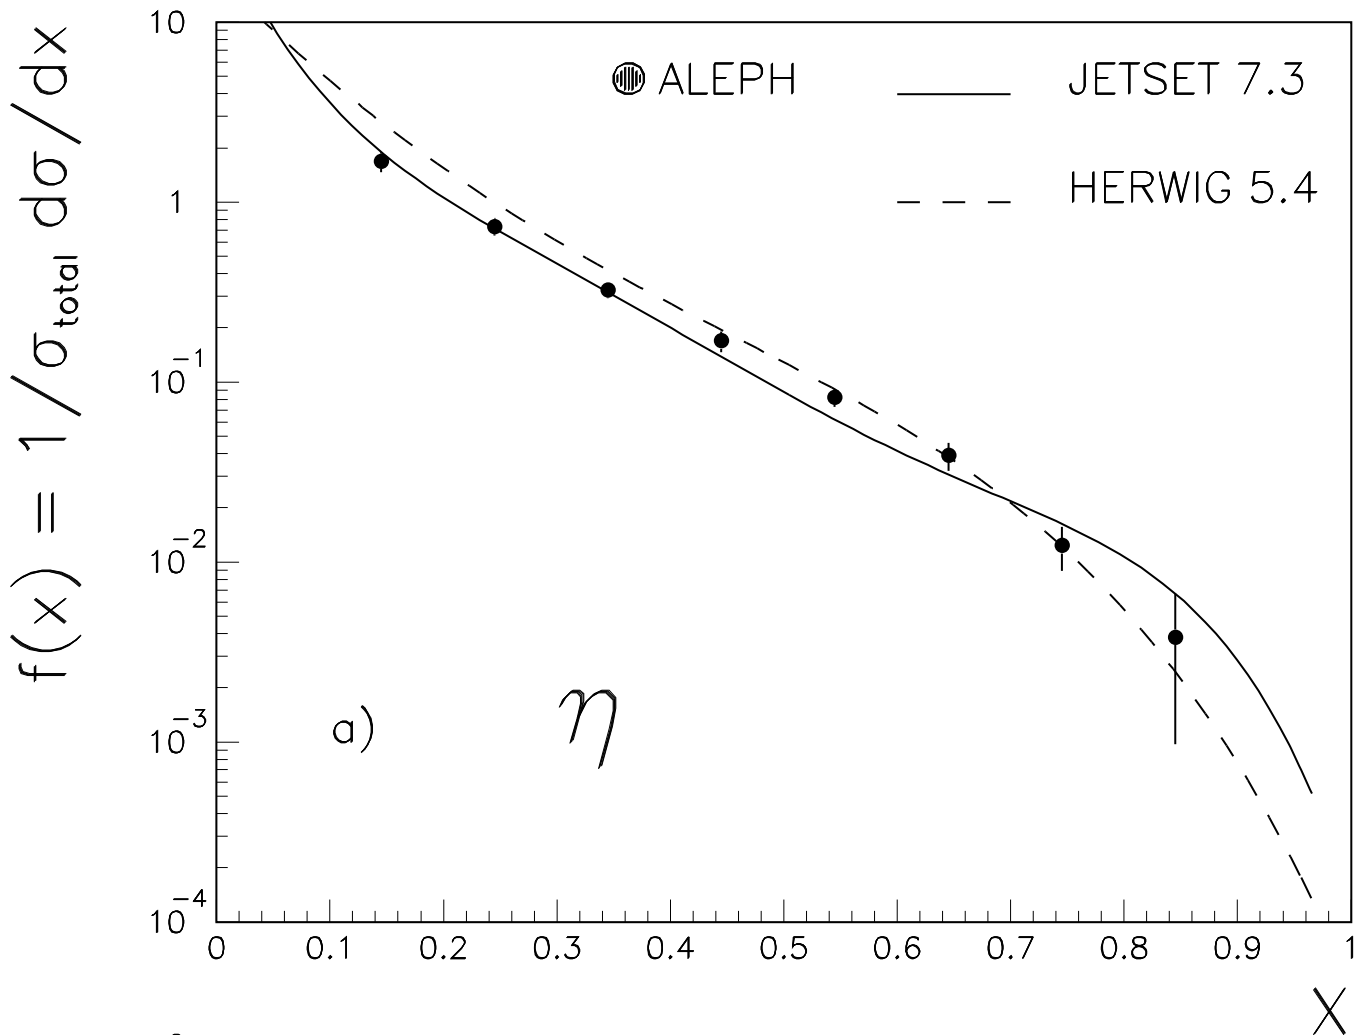 f(x) = 1/σtotal dσ/dx
10
1
10^-1
10^-2
10^-3
10^-4
ALEPH
JETSET 7.3
HERWIG 5.4
a)
η
0 0.1 0.2 0.3 0.4 0.5 0.6 0.7 0.8 0.9 1
x